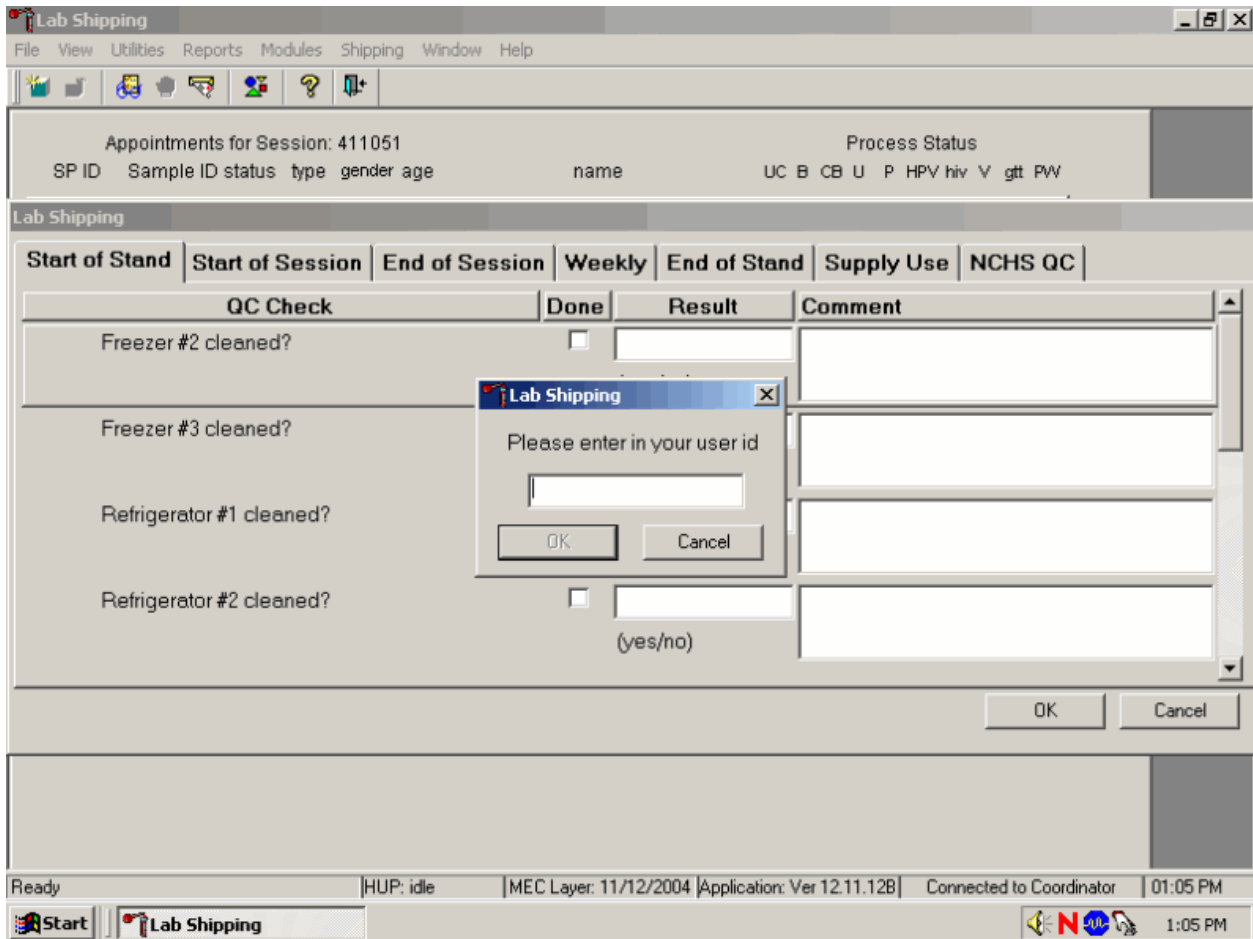 Lab Shipping
File View Utilities Reports Modules Shipping Window Help
Appointments for Session: 411051 Process Status
SP ID Sample ID status type gender age name UC B CB U P HPV hiv V gtt PW
Lab Shipping
Start of Stand Start of Session End of Session Weekly End of Stand Supply Use NCHS QC
QC Check Done Result Comment
Freezer #2 cleaned?
Lab Shipping
Freezer #3 cleaned?
Please enter in your user id
Refrigerator #1 cleaned?
OK Cancel
Refrigerator #2 cleaned?
(yes/no)
OK Cancel
Ready HUP: idle MEC Layer: 11/12/2004 Application: Ver 12.11.12B Connected to Coordinator 01:05 PM
Start Lab Shipping N 1:05 PM